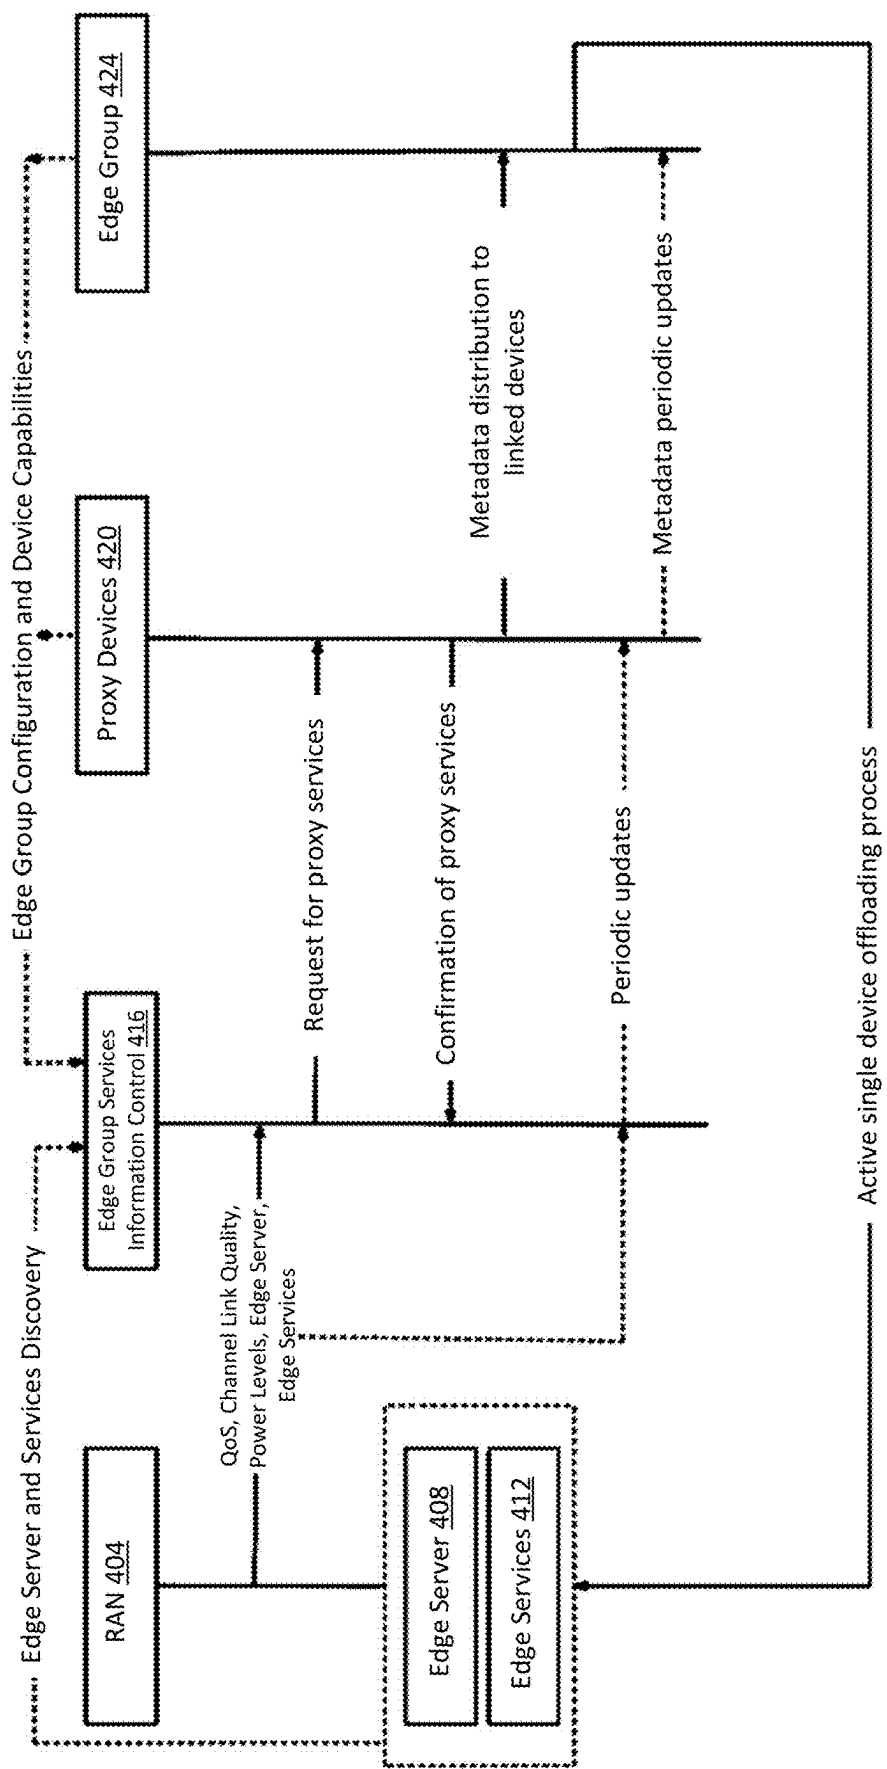 Edge Server and Services Discovery
Edge Group Configuration and Device Capabilities
RAN 404
Edge Group Services
Information Control 416
Proxy Devices 420
Edge Group 424
QoS, Channel Link Quality,
Power Levels, Edge Server,
Edge Services
Request for proxy services
Edge Server 408
Confirmation of proxy services
Metadata distribution to
linked devices
Edge Services 412
Periodic updates
Metadata periodic updates
Active single device offloading process